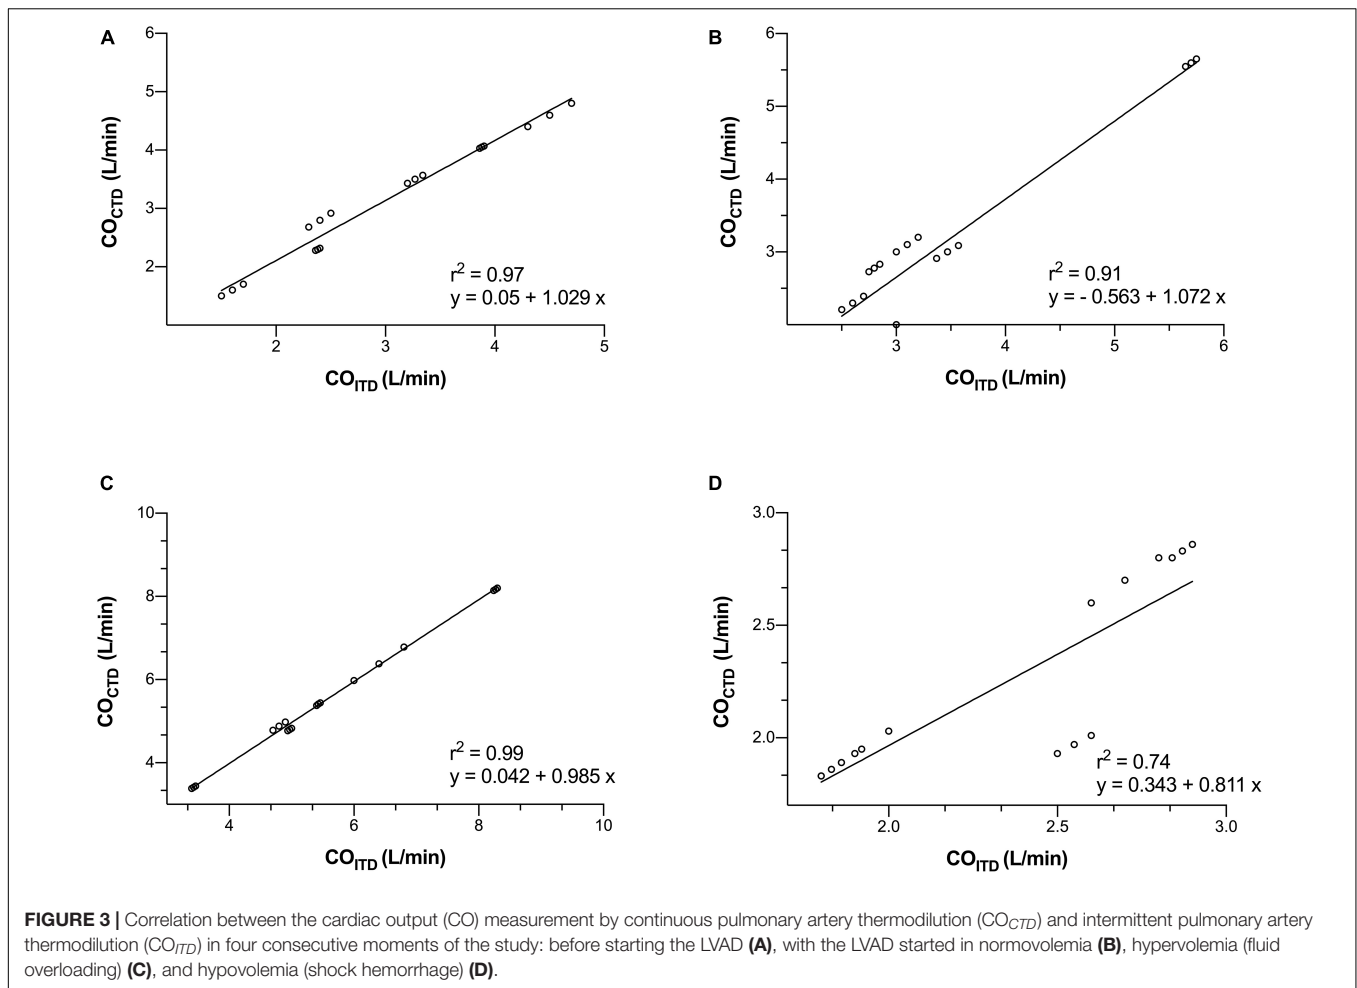 A
6
5
4
3
2
CO_CTD (L/min)
r² = 0.97
y = 0.05 + 1.029 x
2 3 4 5
CO_ITD (L/min)
B
6
5
4
3
CO_CTD (L/min)
r² = 0.91
y = - 0.563 + 1.072 x
3 4 5 6
CO_ITD (L/min)
C
10
8
6
4
CO_CTD (L/min)
r² = 0.99
y = 0.042 + 0.985 x
4 6 8 10
CO_ITD (L/min)
D
3.0
2.5
2.0
CO_CTD (L/min)
r² = 0.74
y = 0.343 + 0.811 x
2.0 2.5 3.0
CO_ITD (L/min)
FIGURE 3 | Correlation between the cardiac output (CO) measurement by continuous pulmonary artery thermodilution (CO_CTD) and intermittent pulmonary artery
thermodilution (CO_ITD) in four consecutive moments of the study: before starting the LVAD (A), with the LVAD started in normovolemia (B), hypervolemia (fluid
overloading) (C), and hypovolemia (shock hemorrhage) (D).